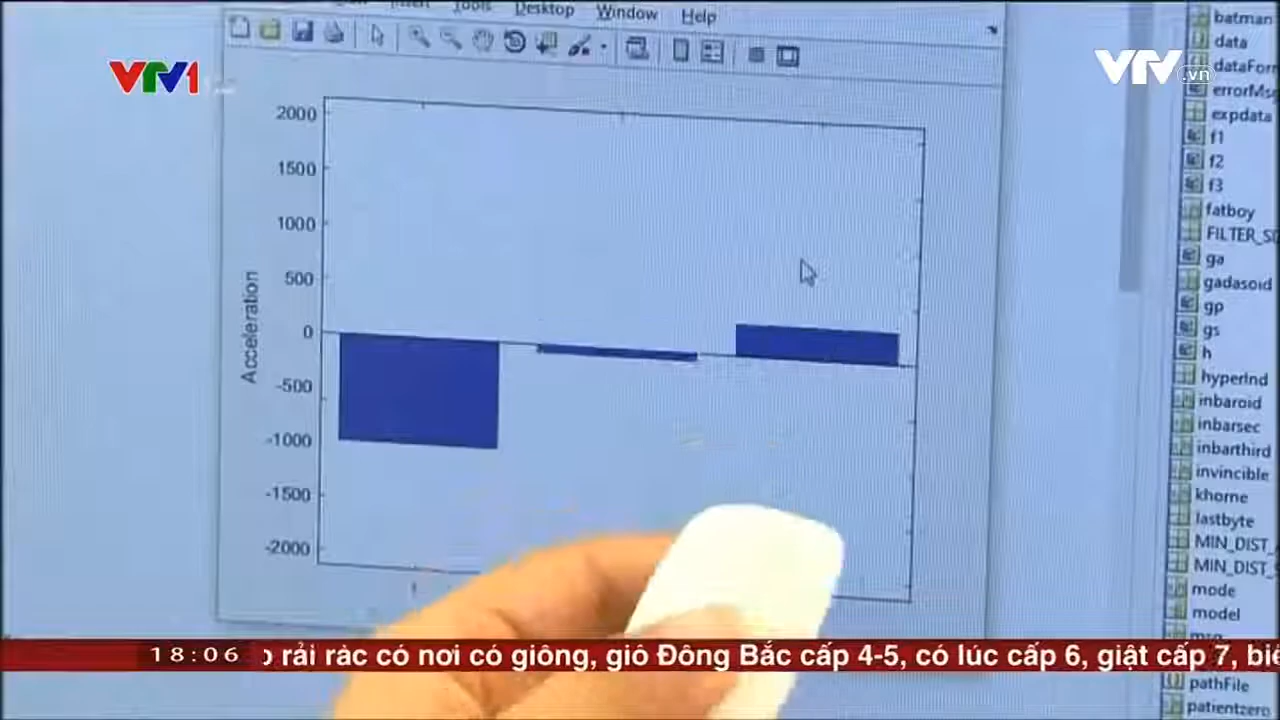 Tools Desktop Window Help
VTV1
VTV.vn
2000
1500
1000
500
0
-500
-1000
-1500
-2000
Acceleration
batman
data
dataForm
errorMsg
expdata
f1
f2
f3
fatboy
FILTER_S
ga
gadasoid
gp
gs
h
hyperInd
inbaroid
inbarsec
inbarthird
invincible
khorne
lastbyte
MIN_DIST_
MIN_DIST_
mode
model
msg
pathFile
patientzero
18:06 rải rác có nơi có giông, gió Đông Bắc cấp 4-5, có lúc cấp 6, giật cấp 7,